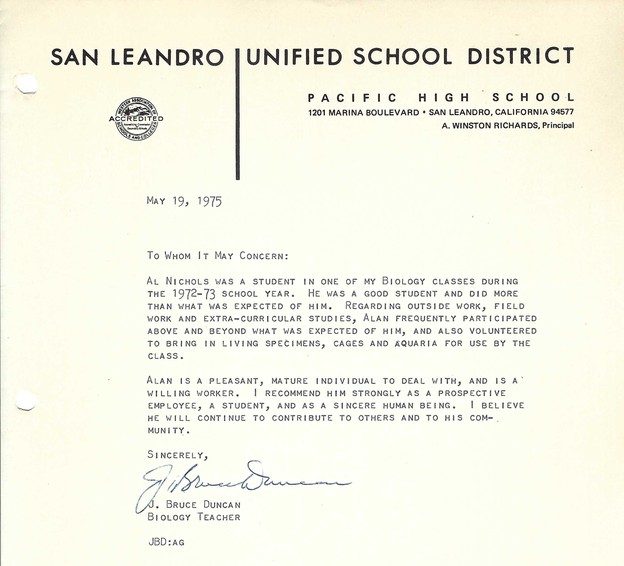 SAN LEANDRO UNIFIED SCHOOL DISTRICT
PACIFIC HIGH SCHOOL
1201 MARINA BOULEVARD • SAN LEANDRO, CALIFORNIA 94577
A. WINSTON RICHARDS, Principal
ACCREDITED
SCHOOLS AND COLLEGES
MAY 19, 1975
TO WHOM IT MAY CONCERN:
AL NICHOLS WAS A STUDENT IN ONE OF MY BIOLOGY CLASSES DURING
THE 1972-73 SCHOOL YEAR. HE WAS A GOOD STUDENT AND DID MORE
THAN WHAT WAS EXPECTED OF HIM. REGARDING OUTSIDE WORK, FIELD
WORK AND EXTRA-CURRICULAR STUDIES, ALAN FREQUENTLY PARTICIPATED
ABOVE AND BEYOND WHAT WAS EXPECTED OF HIM, AND ALSO VOLUNTEERED
TO BRING IN LIVING SPECIMENS, CAGES AND AQUARIA FOR USE BY THE
CLASS.
ALAN IS A PLEASANT, MATURE INDIVIDUAL TO DEAL WITH, AND IS A
WILLING WORKER. I RECOMMEND HIM STRONGLY AS A PROSPECTIVE
EMPLOYEE, A STUDENT, AND AS A SINCERE HUMAN BEING. I BELIEVE
HE WILL CONTINUE TO CONTRIBUTE TO OTHERS AND TO HIS COM-
MUNITY.
SINCERELY,
J. Bruce Duncan
J. BRUCE DUNCAN
BIOLOGY TEACHER
JBD:AG